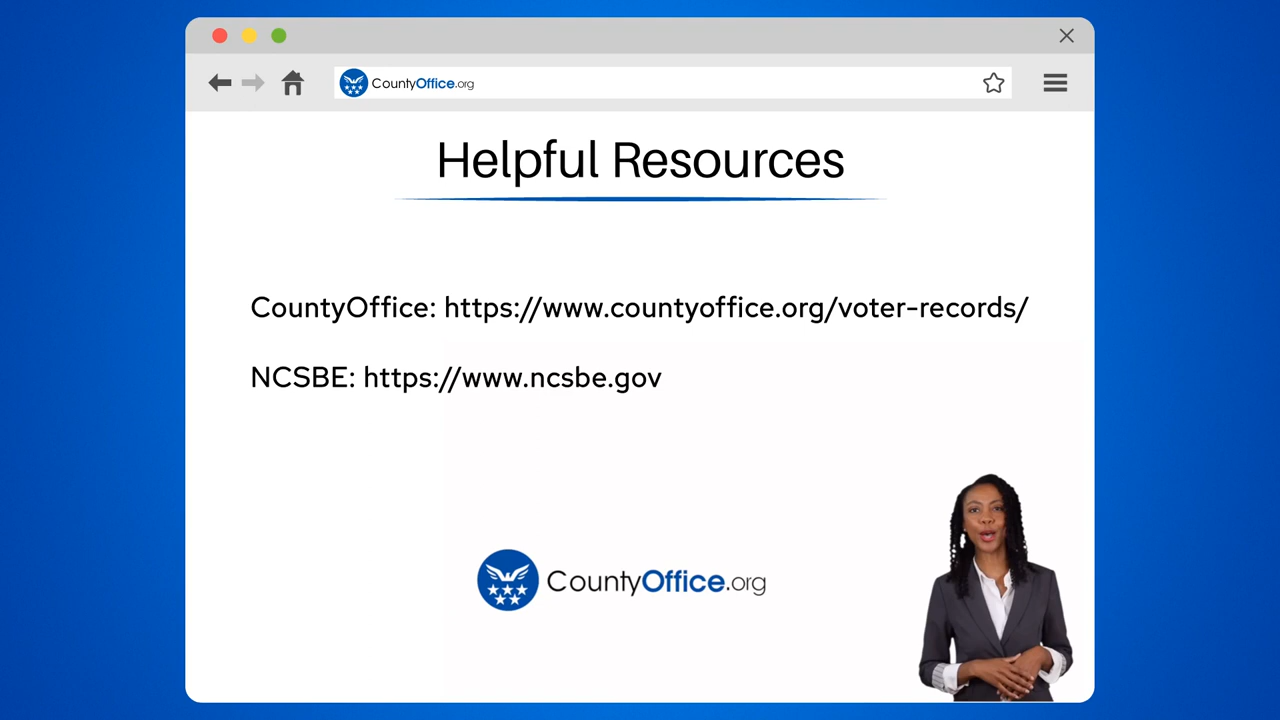 CountyOffice.org
Helpful Resources
CountyOffice: https://www.countyoffice.org/voter-records/
NCSBE: https://www.ncsbe.gov
CountyOffice.org